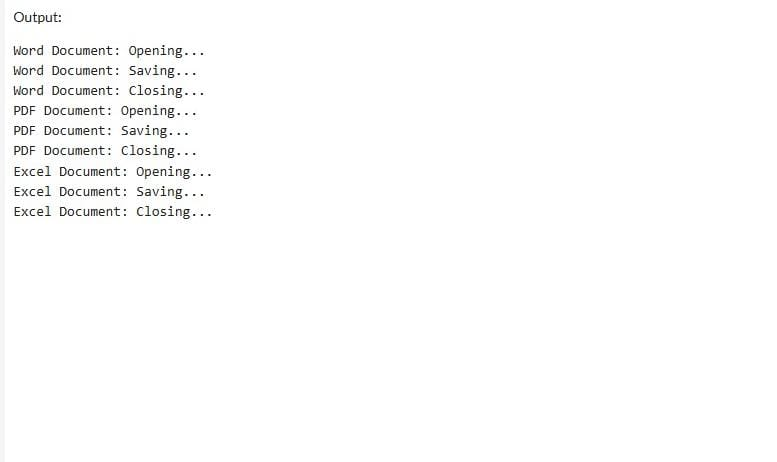 Output:
Word Document: Opening...
Word Document: Saving...
Word Document: Closing...
PDF Document: Opening...
PDF Document: Saving...
PDF Document: Closing...
Excel Document: Opening...
Excel Document: Saving...
Excel Document: Closing...